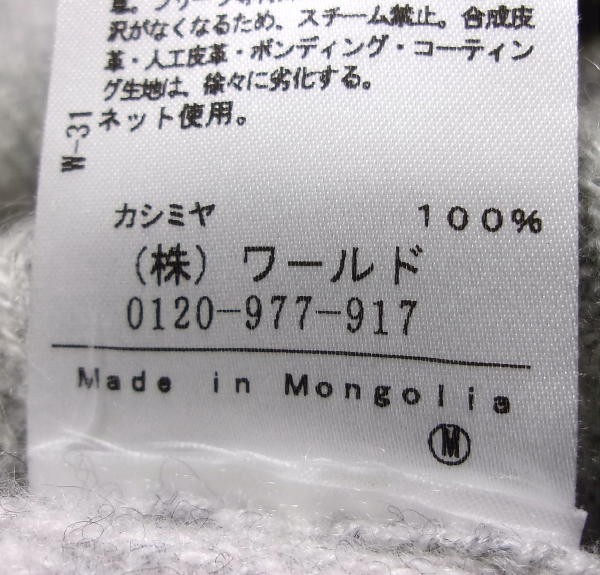 沢がなくなるため、スチーム禁止。合成皮
革・人工皮革・ボンディング・コーティン
グ生地は、徐々に劣化する。
ネット使用。
W-31
カシミヤ 100%
(株) ワールド
0120-977-917
Made in Mongolia
M